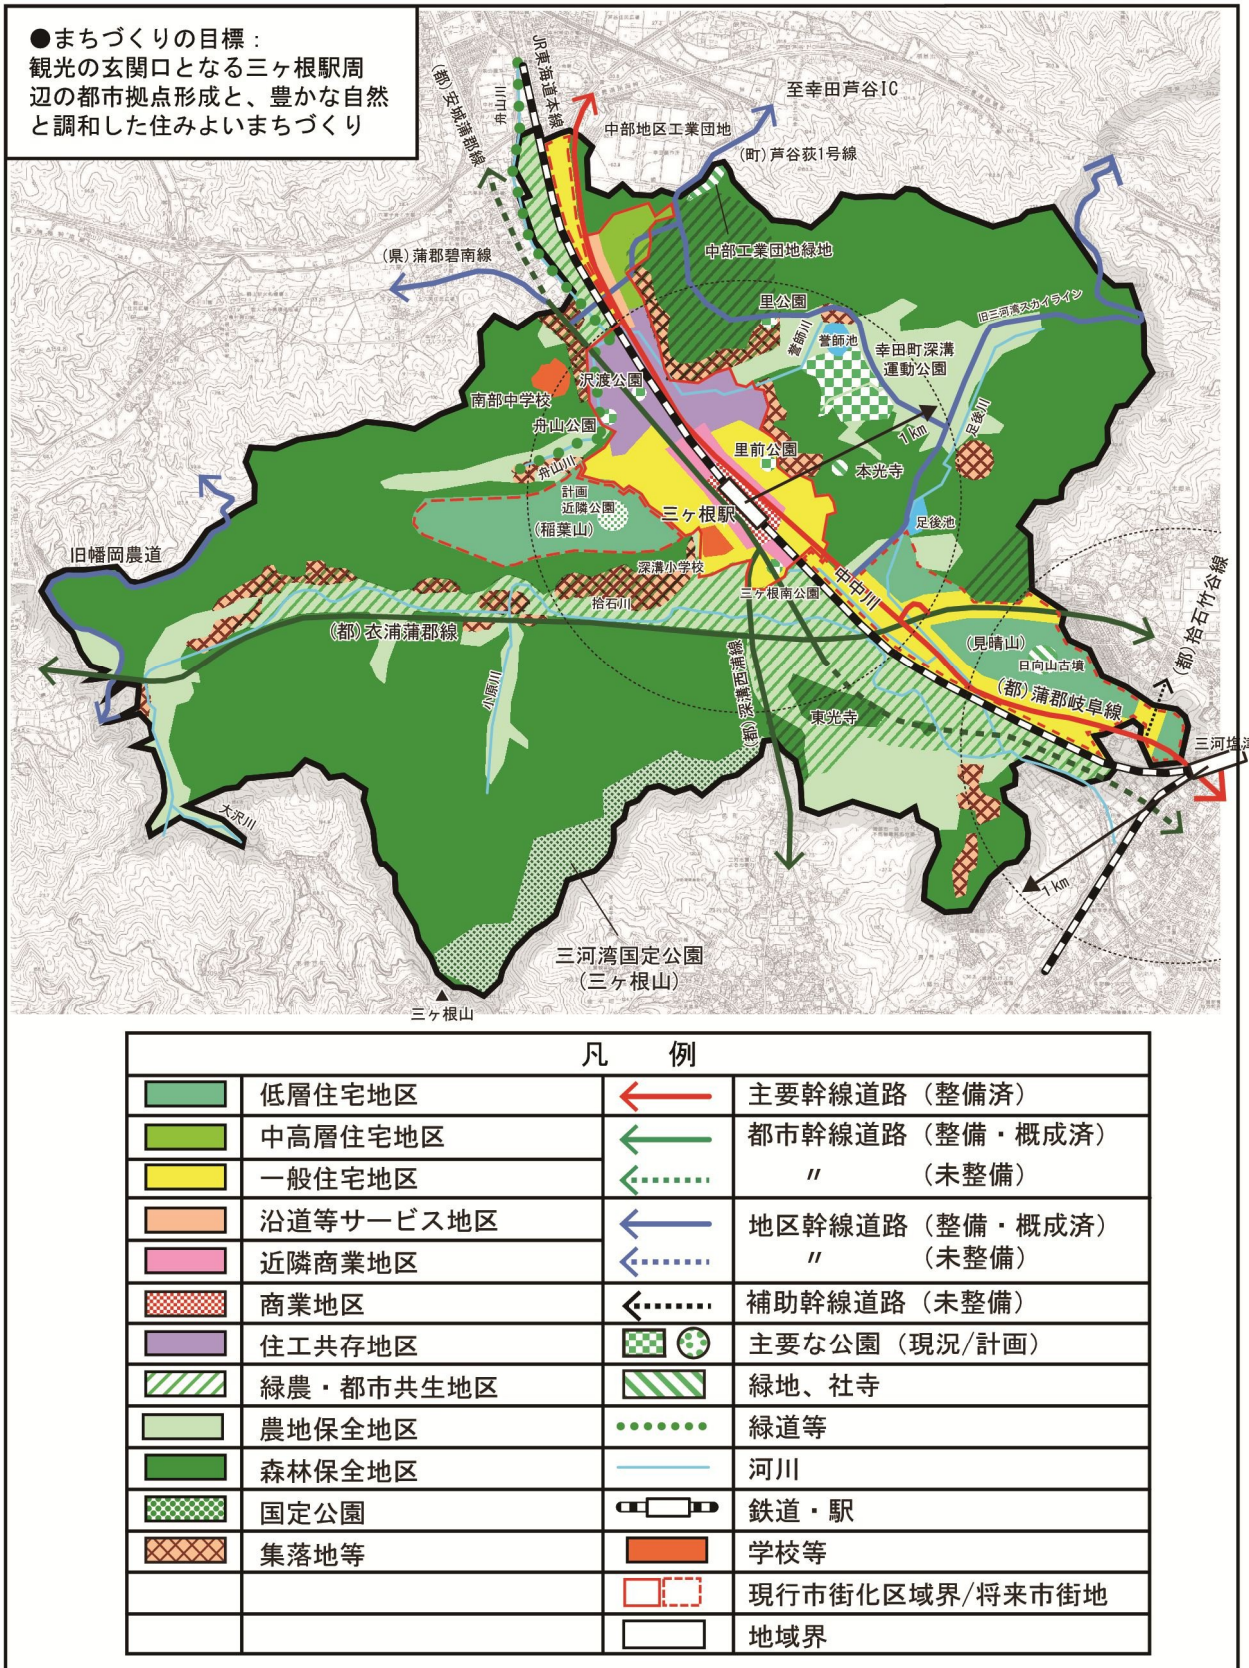 ●まちづくりの目標：
観光の玄関口となる三ヶ根駅周
辺の都市拠点形成と、豊かな自然
と調和した住みよいまちづくり
JR東海道本線
舟山川
(都)安城蒲郡線
至幸田芦谷IC
中部地区工業団地
(町)芦谷荻1号線
(県)蒲郡碧南線
中部工業団地緑地
里公園
旧三河湾スカイライン
誉師川
誉師池
幸田町深溝
運動公園
沢渡公園
南部中学校
舟山公園
足後川
1km
里前公園
本光寺
舟山川
計画
近隣公園
(稲葉山)
三ヶ根駅
足後池
旧幡岡農道
深溝小学校
三ヶ根南公園
中中川
拾石川
(都)衣浦蒲郡線
(都)拾石竹谷線
(見晴山)
日向山古墳
小原川
(都)深溝西浦線
(都)蒲郡岐阜線
東光寺
三河塩津
大沢川
1km
三河湾国定公園
(三ヶ根山)
▲
三ヶ根山
凡 例
低層住宅地区 主要幹線道路（整備済）
中高層住宅地区 都市幹線道路（整備・概成済）
一般住宅地区 〃 （未整備）
沿道等サービス地区 地区幹線道路（整備・概成済）
近隣商業地区 〃 （未整備）
商業地区 補助幹線道路（未整備）
住工共存地区 主要な公園（現況/計画）
緑農・都市共生地区 緑地、社寺
農地保全地区 緑道等
森林保全地区 河川
国定公園 鉄道・駅
集落地等 学校等
現行市街化区域界/将来市街地
地域界